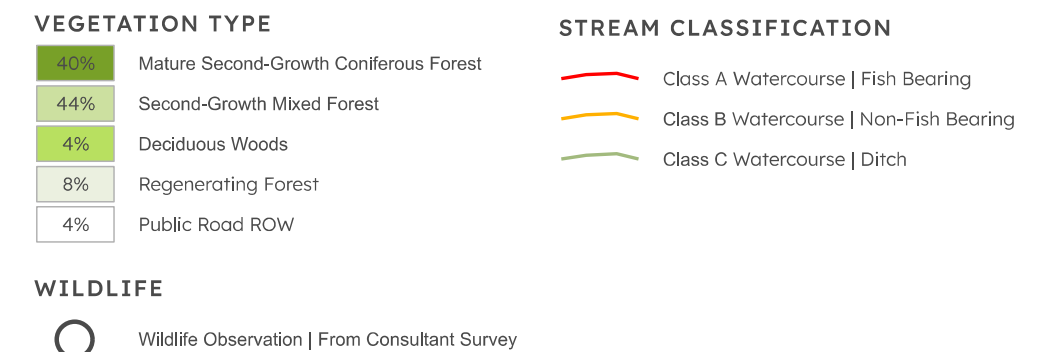 VEGETATION TYPE
40% Mature Second-Growth Coniferous Forest
44% Second-Growth Mixed Forest
4% Deciduous Woods
8% Regenerating Forest
4% Public Road ROW
WILDLIFE
Wildlife Observation | From Consultant Survey
STREAM CLASSIFICATION
Class A Watercourse | Fish Bearing
Class B Watercourse | Non-Fish Bearing
Class C Watercourse | Ditch